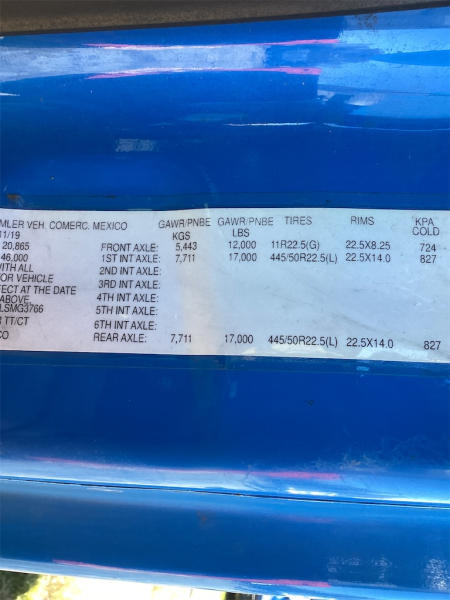 MLER VEH. COMERC. MEXICO GAWR/PNBE GAWR/PNBE TIRES RIMS KPA
11/19 KGS LBS COLD
20,865 FRONT AXLE: 5,443 12,000 11R22.5(G) 22.5X8.25 724
46,000 1ST INT AXLE: 7,711 17,000 445/50R22.5(L) 22.5X14.0 827
WITH ALL 2ND INT AXLE:
OR VEHICLE 3RD INT AXLE:
FECT AT THE DATE 4TH INT AXLE:
ABOVE 5TH INT AXLE:
LSMG3766 6TH INT AXLE:
R TT/CT
CO REAR AXLE: 7,711 17,000 445/50R22.5(L) 22.5X14.0 827